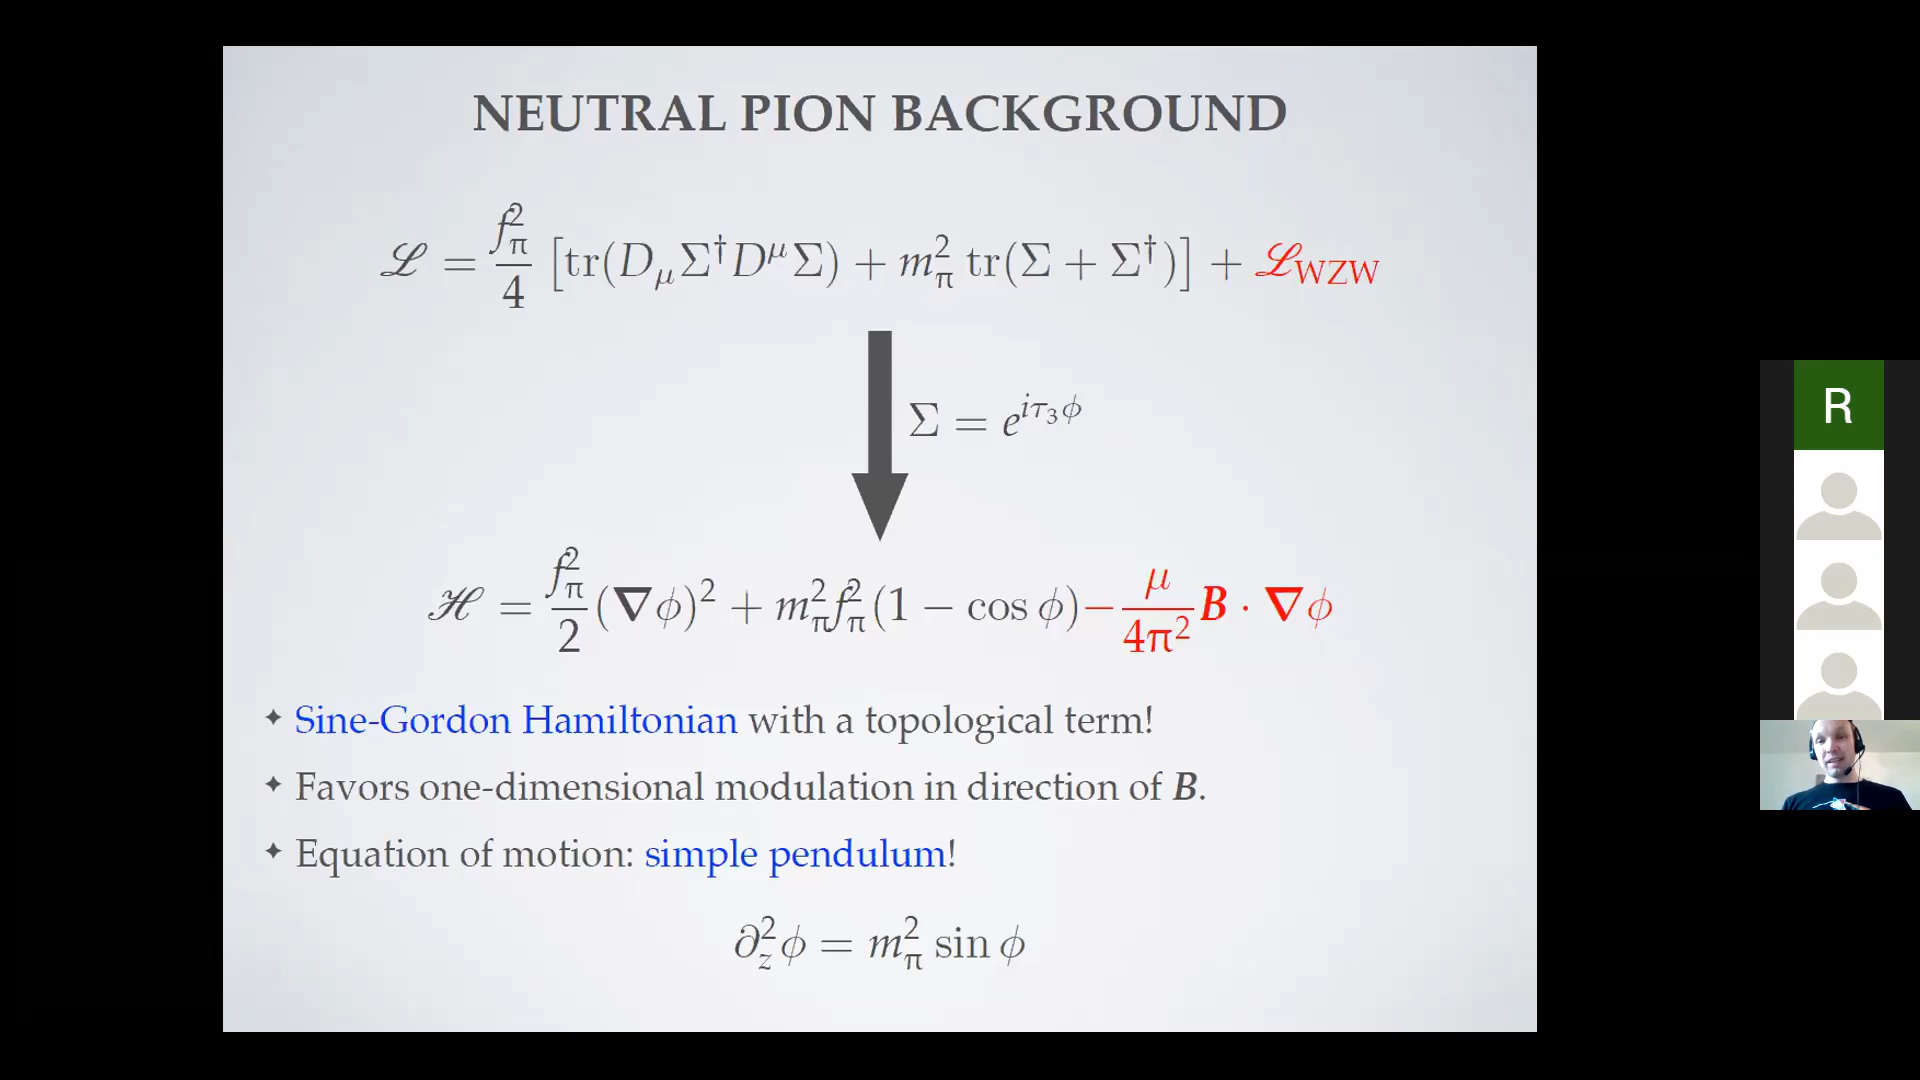 NEUTRAL PION BACKGROUND
ℒ = f_π²/4 [tr(D_μΣ†D^μΣ) + m_π² tr(Σ + Σ†)] + ℒ_WZW
Σ = e^{iτ₃ϕ}
ℋ = f_π²/2 (∇ϕ)² + m_π² f_π² (1 − cos ϕ) − μ/4π² B · ∇ϕ
R
✦ Sine-Gordon Hamiltonian with a topological term!
✦ Favors one-dimensional modulation in direction of B.
✦ Equation of motion: simple pendulum!
∂_z²ϕ = m_π² sin ϕ